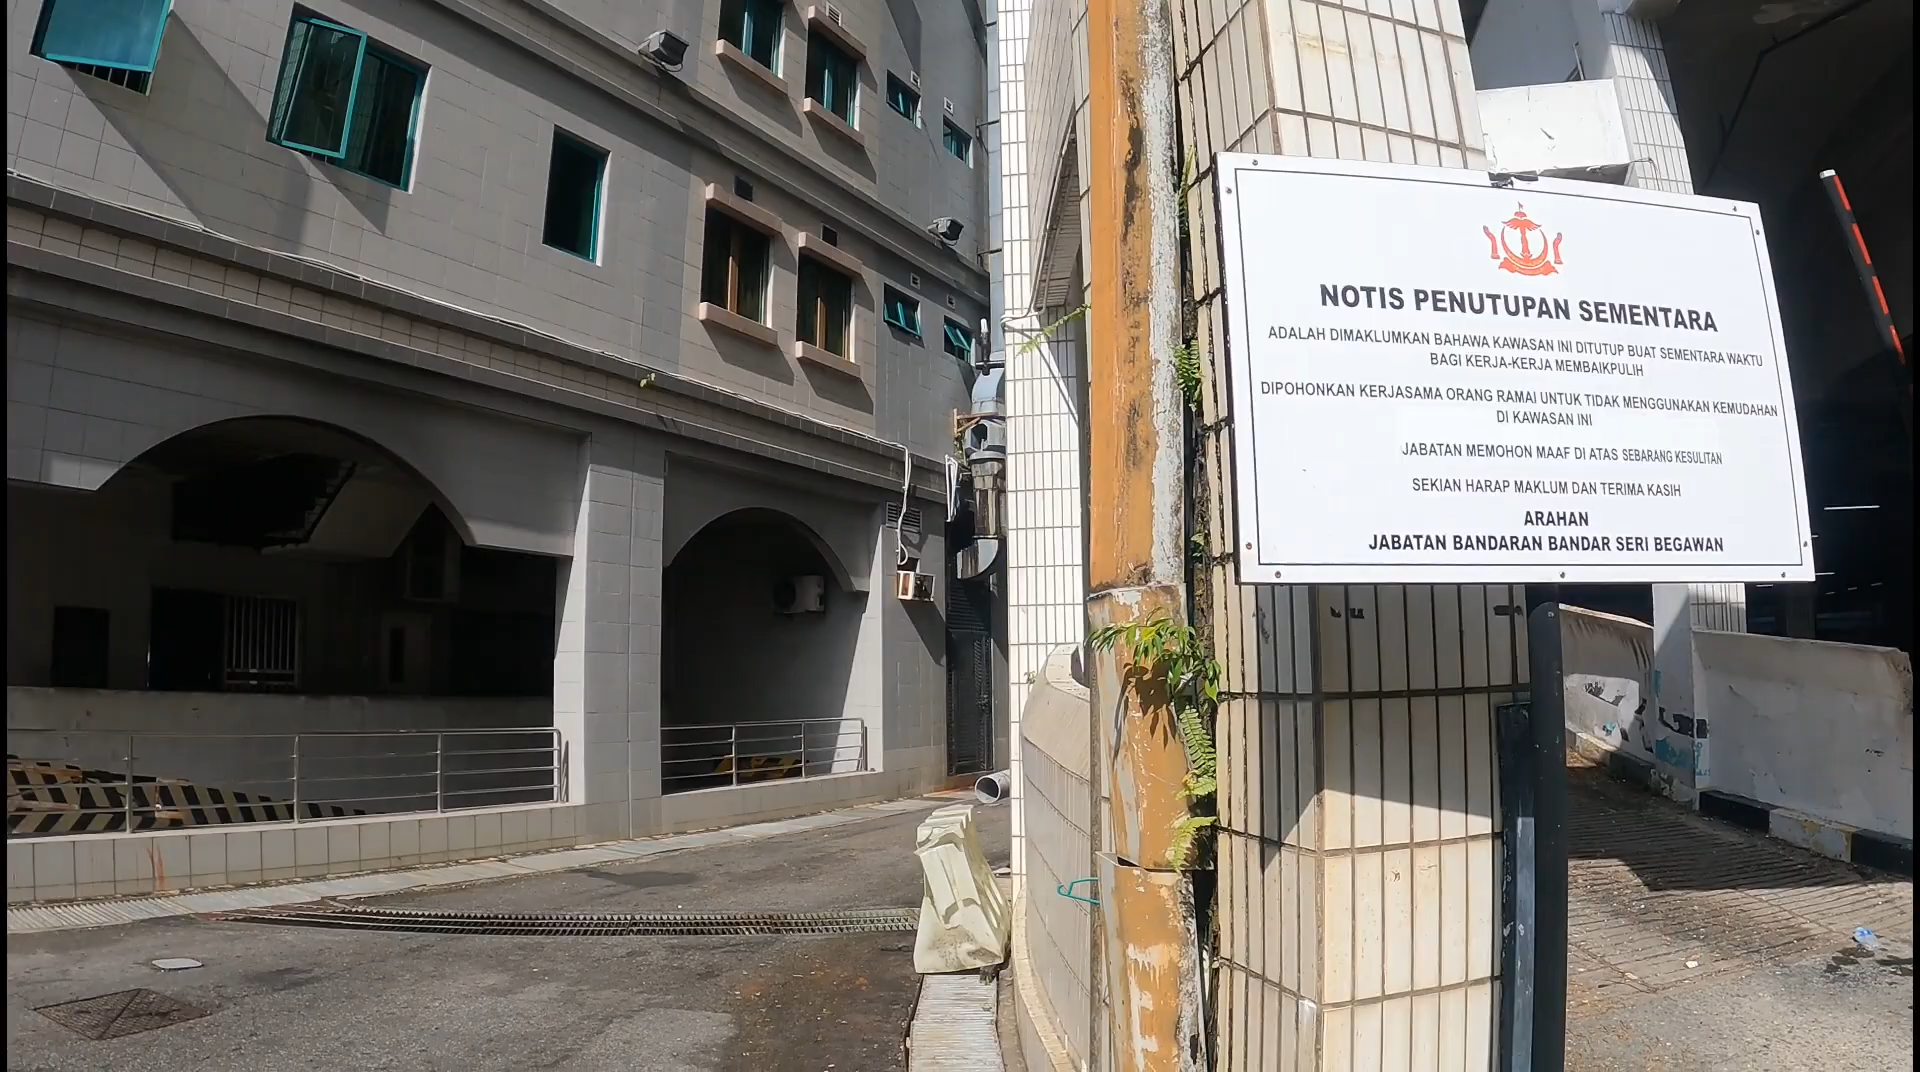 NOTIS PENUTUPAN SEMENTARA
ADALAH DIMAKLUMKAN BAHAWA KAWASAN INI DITUTUP BUAT SEMENTARA WAKTU
BAGI KERJA-KERJA MEMBAIKPULIH
DIPOHONKAN KERJASAMA ORANG RAMAI UNTUK TIDAK MENGGUNAKAN KEMUDAHAN
DI KAWASAN INI
JABATAN MEMOHON MAAF DI ATAS SEBARANG KESULITAN
SEKIAN HARAP MAKLUM DAN TERIMA KASIH
ARAHAN
JABATAN BANDARAN BANDAR SERI BEGAWAN